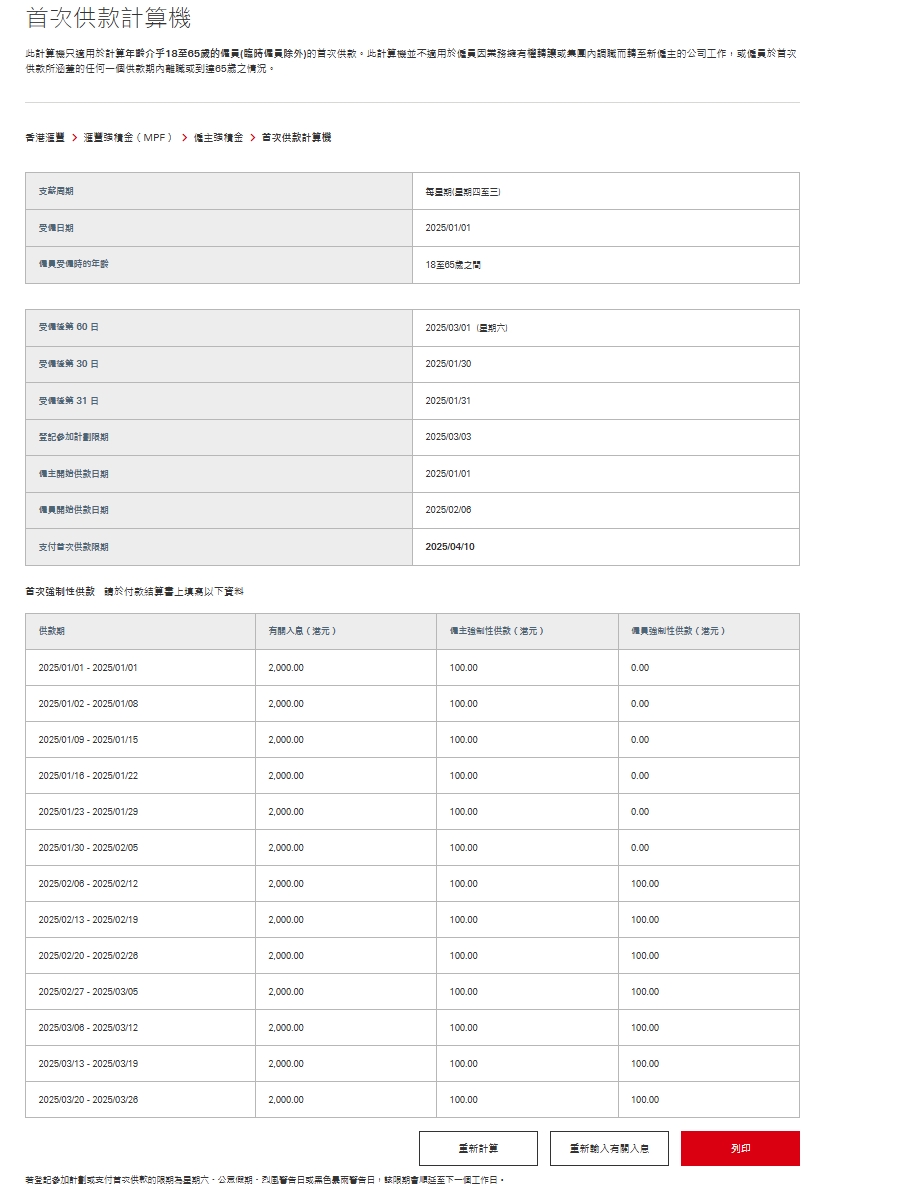 首次供款計算機
此計算機只適用於計算年齡介乎18至65歲的僱員(臨時僱員除外)的首次供款。此計算機並不適用於僱員因業務擁有權轉讓或集團內調職而轉至新僱主的公司工作，或僱員於首次
供款所涵蓋的任何一個供款期內離職或到達65歲之情況。
香港滙豐 > 滙豐強積金（MPF） > 僱主強積金 > 首次供款計算機
支薪周期 每星期(星期四至三)
受僱日期 2025/01/01
僱員受僱時的年齡 18至65歲之間
受僱後第 60 日 2025/03/01 (星期六)
受僱後第 30 日 2025/01/30
受僱後第 31 日 2025/01/31
登記參加計劃限期 2025/03/03
僱主開始供款日期 2025/01/01
僱員開始供款日期 2025/02/06
支付首次供款限期 2025/04/10
首次強制性供款 請於付款結算書上填寫以下資料
供款期 有關入息（港元） 僱主強制性供款（港元） 僱員強制性供款（港元）
2025/01/01 - 2025/01/01 2,000.00 100.00 0.00
2025/01/02 - 2025/01/08 2,000.00 100.00 0.00
2025/01/09 - 2025/01/15 2,000.00 100.00 0.00
2025/01/16 - 2025/01/22 2,000.00 100.00 0.00
2025/01/23 - 2025/01/29 2,000.00 100.00 0.00
2025/01/30 - 2025/02/05 2,000.00 100.00 0.00
2025/02/06 - 2025/02/12 2,000.00 100.00 100.00
2025/02/13 - 2025/02/19 2,000.00 100.00 100.00
2025/02/20 - 2025/02/26 2,000.00 100.00 100.00
2025/02/27 - 2025/03/05 2,000.00 100.00 100.00
2025/03/06 - 2025/03/12 2,000.00 100.00 100.00
2025/03/13 - 2025/03/19 2,000.00 100.00 100.00
2025/03/20 - 2025/03/26 2,000.00 100.00 100.00
重新計算 重新輸入有關入息 列印
若登記參加計劃或支付首次供款的限期為星期六、公眾假期、烈風警告日或黑色暴雨警告日，該限期會順延至下一個工作日。